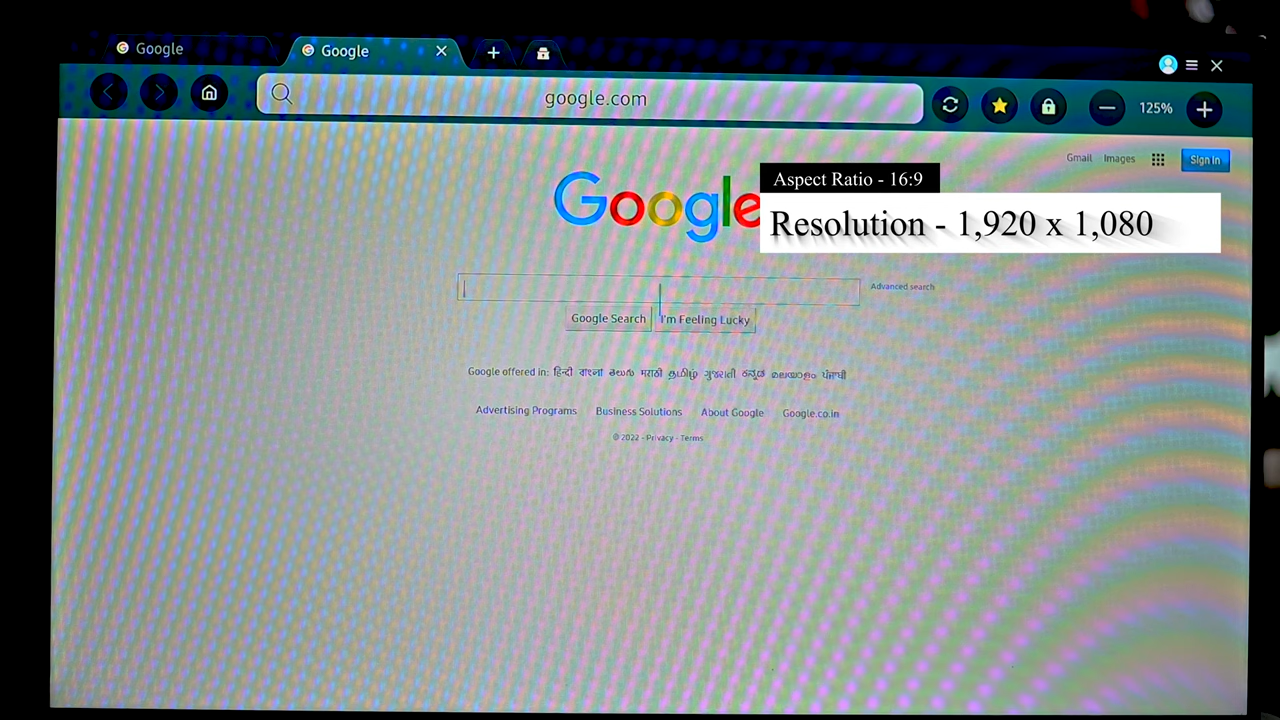 Google
Google
google.com
125%
Gmail Images Sign in
Aspect Ratio - 16:9
Google
Resolution - 1,920 x 1,080
Advanced search
Google Search I'm Feeling Lucky
Google offered in: हिन्दी বাংলা తెలుగు मराठी தமிழ் ગુજરાતી ಕನ್ನಡ മലയാളം ਪੰਜਾਬੀ
Advertising Programs Business Solutions About Google Google.co.in
© 2022 - Privacy - Terms